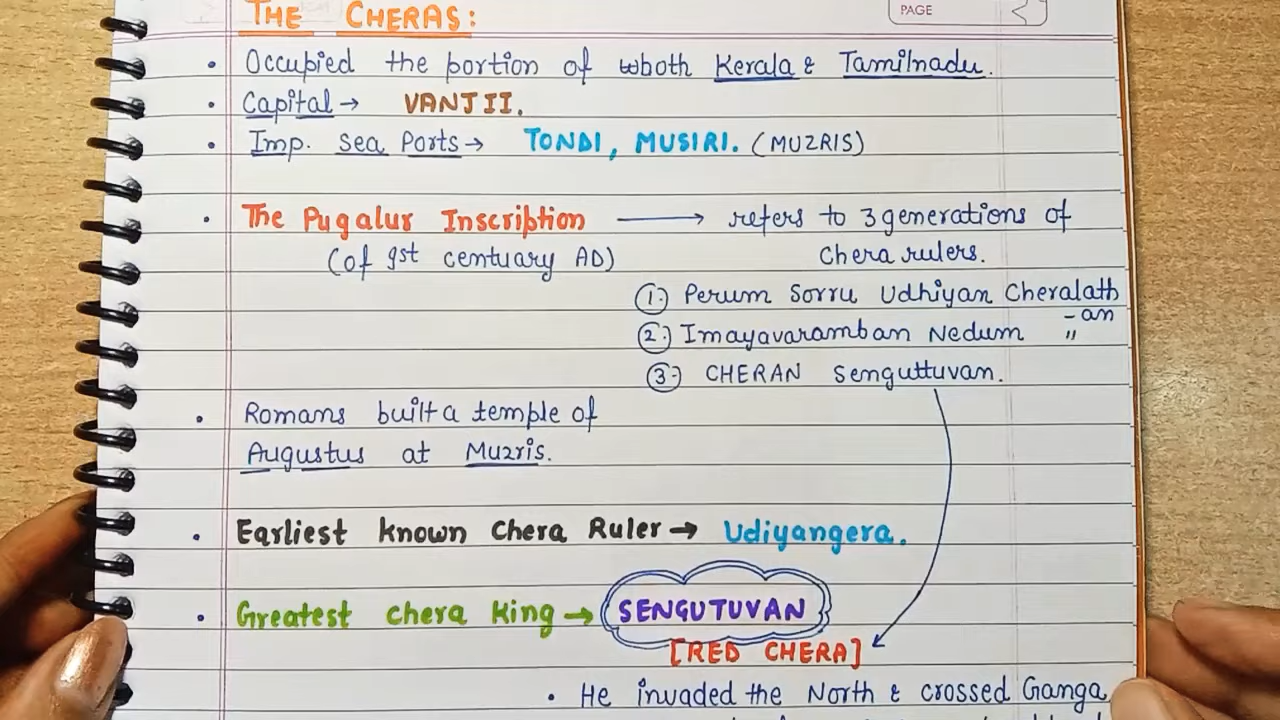 PAGE
THE CHERAS:
• Occupied the portion of both Kerala & Tamilnadu.
• Capital → VANJII.
• Imp. sea Ports → TONDI, MUSIRI. (MUZRIS)
• The Pugalur Inscription → refers to 3 generations of
(of 1st centuary AD) Chera rulers.
① Perum Sorru Udhiyan Cheralath
-an
② Imayavaramban Nedum "
③ CHERAN Senguttuvan.
• Romans built a temple of
Augustus at Muzris.
• Earliest known Chera Ruler → Udiyangera.
• Greatest chera King → SENGUTUVAN
[RED CHERA]
• He invaded the North & crossed Ganga